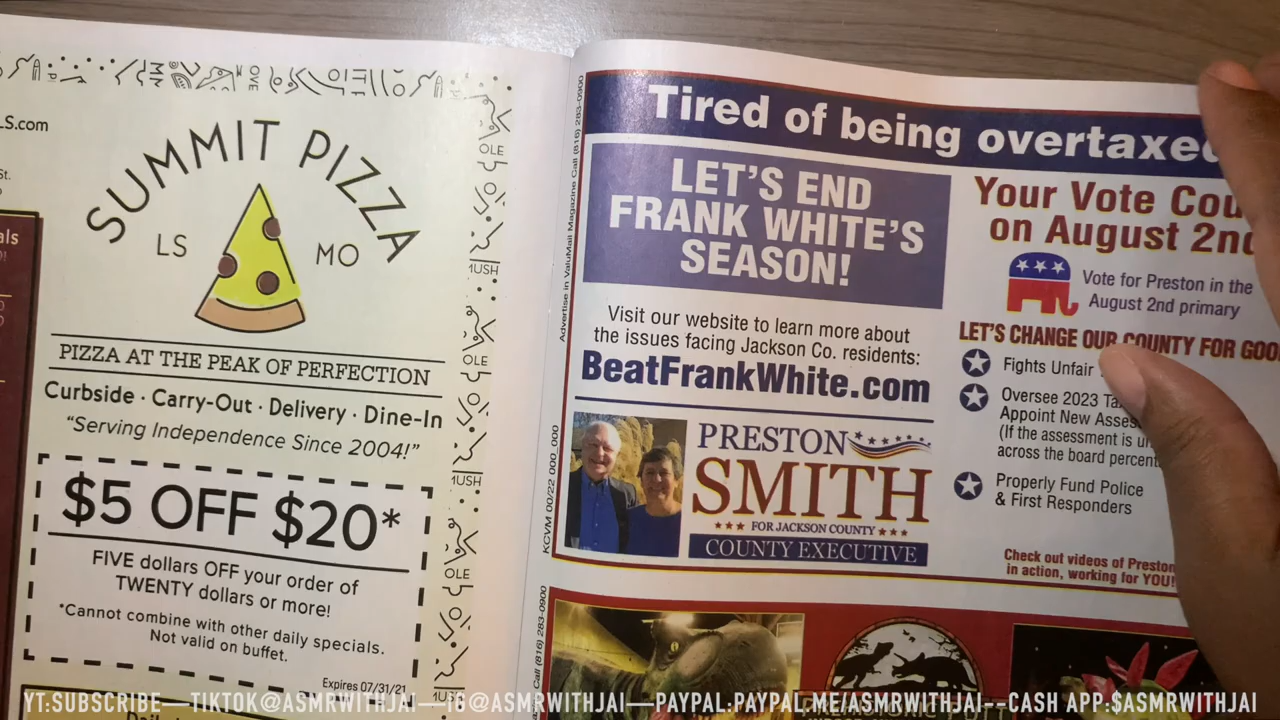 LS.com
St.
als
SUMMIT PIZZA
LS MO
PIZZA AT THE PEAK OF PERFECTION
Curbside · Carry-Out · Delivery · Dine-In
“Serving Independence Since 2004!”
$5 OFF $20*
FIVE dollars OFF your order of
TWENTY dollars or more!
*Cannot combine with other daily specials.
Not valid on buffet.
Expires 07/31/21
OLE
OLE
OLE
Advertise in ValuMail Magazine Call (816) 283-0900
KCVM 00/22 000_000
Call (816) 283-0900
Tired of being overtaxed
LET'S END
FRANK WHITE'S
SEASON!
Visit our website to learn more about
the issues facing Jackson Co. residents:
BeatFrankWhite.com
PRESTON
SMITH
FOR JACKSON COUNTY
COUNTY EXECUTIVE
Your Vote Cou
on August 2nd
Vote for Preston in the
August 2nd primary
LET'S CHANGE OUR COUNTY FOR GOO
Fights Unfair
Oversee 2023 Ta
Appoint New Asses
(If the assessment is u
across the board percent
Properly Fund Police
& First Responders
Check out videos of Preston
in action, working for YOU!
YT:SUBSCRIBE—TIKTOK@ASMRWITHJAI—IG@ASMRWITHJAI—PAYPAL:PAYPAL.ME/ASMRWITHJAI--CASH APP:$ASMRWITHJAI